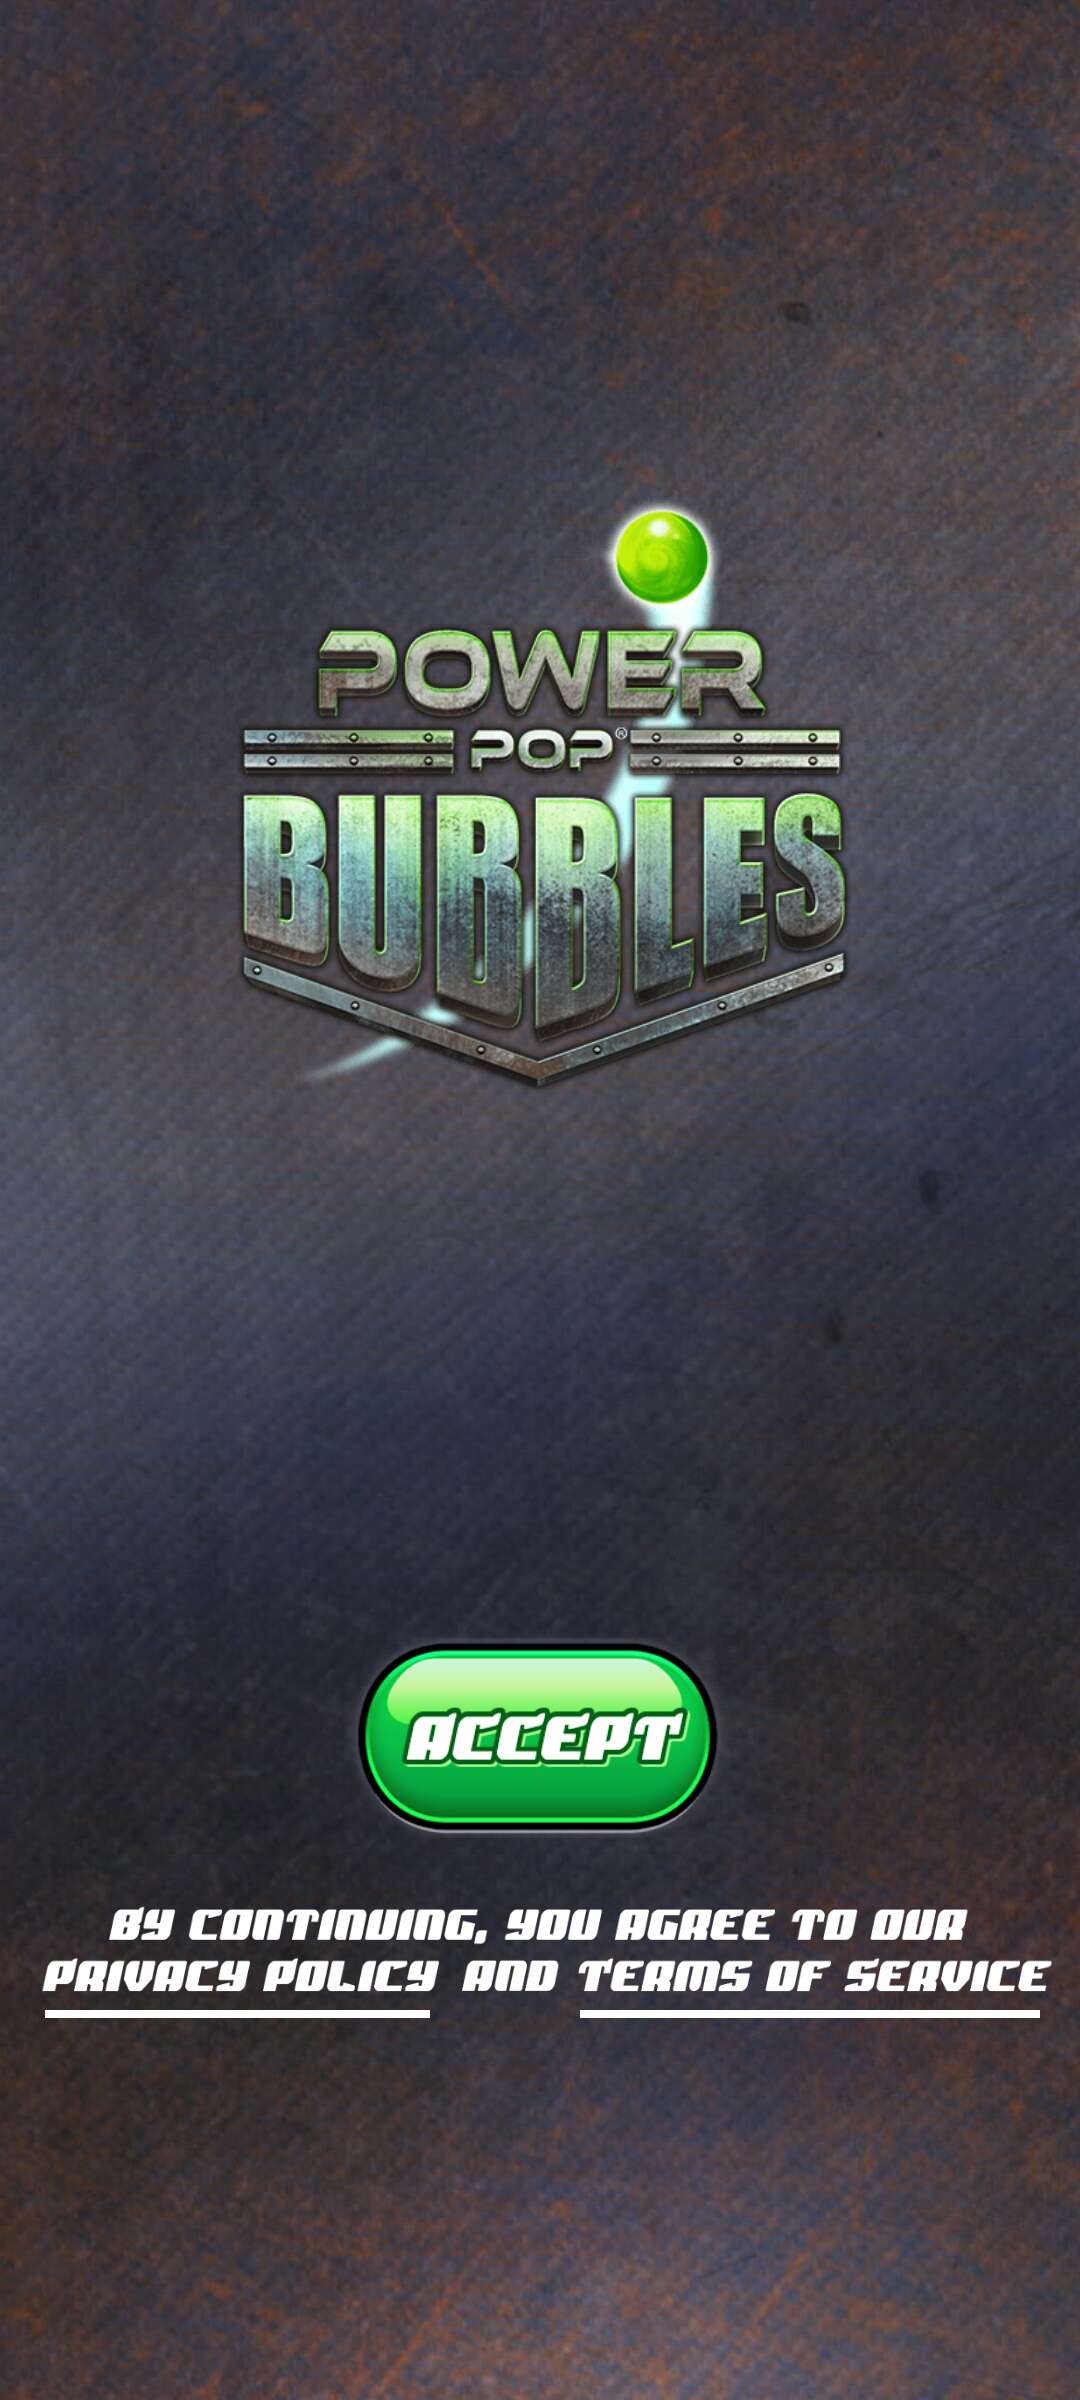 POWER
POP®
BUBBLES
ACCEPT
BY CONTINUING, YOU AGREE TO OUR
PRIVACY POLICY AND TERMS OF SERVICE